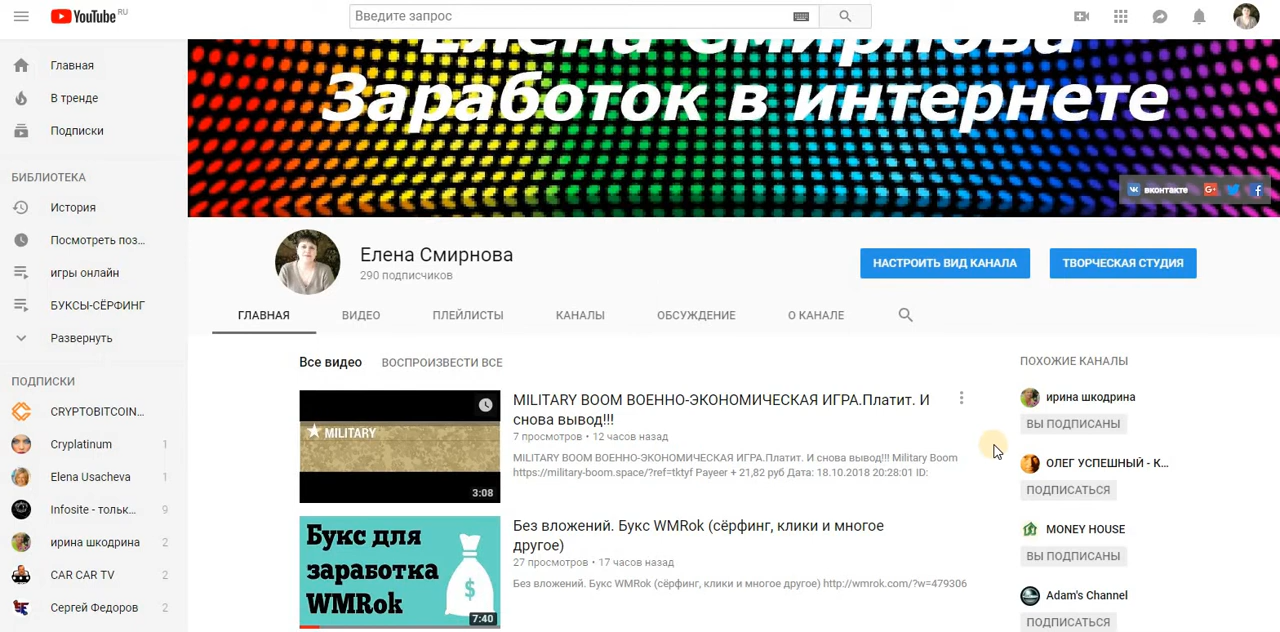 YouTube RU
Введите запрос
Главная
В тренде
Подписки
БИБЛИОТЕКА
История
Посмотреть поз...
игры онлайн
БУКСЫ-СЁРФИНГ
Развернуть
ПОДПИСКИ
CRYPTOBITCOIN...
Cryplatinum 1
Elena Usacheva 1
Infosite - тольк... 9
ирина шкодрина 2
CAR CAR TV 2
Сергей Федоров 2
Елена Смирнова
Заработок в интернете
вконтакте
Елена Смирнова
290 подписчиков
НАСТРОИТЬ ВИД КАНАЛА
ТВОРЧЕСКАЯ СТУДИЯ
ГЛАВНАЯ ВИДЕО ПЛЕЙЛИСТЫ КАНАЛЫ ОБСУЖДЕНИЕ О КАНАЛЕ
Все видео ВОСПРОИЗВЕСТИ ВСЕ
MILITARY
3:08
MILITARY BOOM ВОЕННО-ЭКОНОМИЧЕСКАЯ ИГРА.Платит. И
снова вывод!!!
7 просмотров • 12 часов назад
MILITARY BOOM ВОЕННО-ЭКОНОМИЧЕСКАЯ ИГРА.Платит. И снова вывод!!! Military Boom
https://military-boom.space/?ref=tktyf Payeer + 21,82 руб Дата: 18.10.2018 20:28:01 ID:
Букс для
заработка
WMRok
$
7:40
Без вложений. Букс WMRok (сёрфинг, клики и многое
другое)
27 просмотров • 17 часов назад
Без вложений. Букс WMRok (сёрфинг, клики и многое другое) http://wmrok.com/?w=479306
ПОХОЖИЕ КАНАЛЫ
ирина шкодрина
ВЫ ПОДПИСАНЫ
ОЛЕГ УСПЕШНЫЙ - К...
ПОДПИСАТЬСЯ
MONEY HOUSE
ВЫ ПОДПИСАНЫ
Adam's Channel
ПОДПИСАТЬСЯ